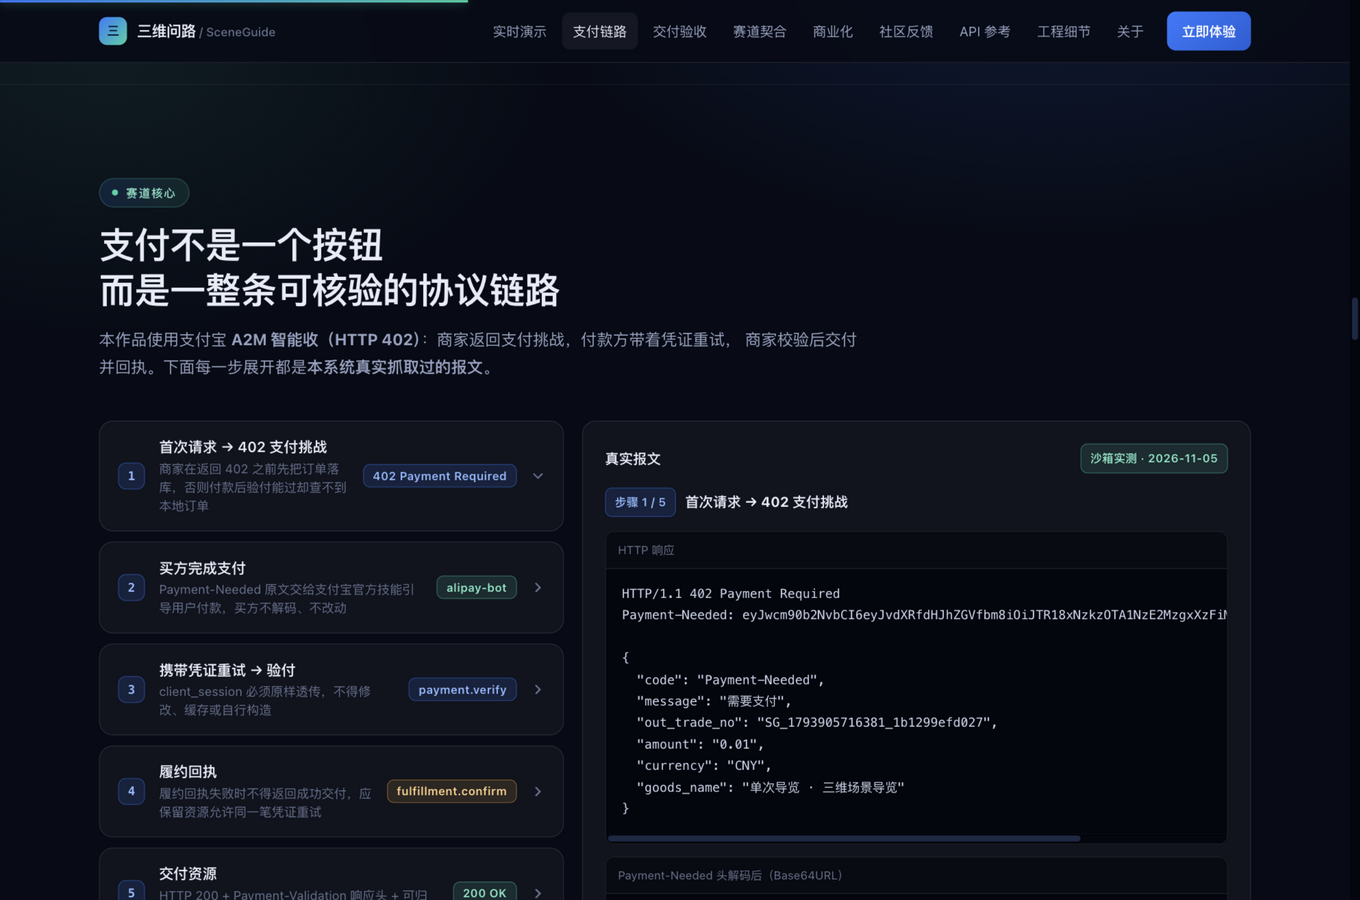 三 三维问路 / SceneGuide 实时演示 支付链路 交付验收 赛道契合 商业化 社区反馈 API 参考 工程细节 关于 立即体验
赛道核心
支付不是一个按钮
而是一整条可核验的协议链路
本作品使用支付宝 A2M 智能收（HTTP 402）：商家返回支付挑战，付款方带着凭证重试， 商家校验后交付
并回执。下面每一步展开都是本系统真实抓取过的报文。
1
首次请求 → 402 支付挑战
商家在返回 402 之前先把订单落
库，否则付款后验付能过却查不到
本地订单
402 Payment Required
2
买方完成支付
Payment-Needed 原文交给支付宝官方技能引
导用户付款，买方不解码、不改动
alipay-bot
3
携带凭证重试 → 验付
client_session 必须原样透传，不得修
改、缓存或自行构造
payment.verify
4
履约回执
履约回执失败时不得返回成功交付，应
保留资源允许同一笔凭证重试
fulfillment.confirm
5
交付资源
HTTP 200 + Payment-Validation 响应头 + 可归
200 OK
真实报文
沙箱实测 · 2026-11-05
步骤 1 / 5 首次请求 → 402 支付挑战
HTTP 响应
HTTP/1.1 402 Payment Required
Payment-Needed: eyJwcm90b2NvbCI6eyJvdXRfdHJhZGVfbm8iOiJTR18xNzkzOTA1NzE2MzgxXzFi
{
"code": "Payment-Needed",
"message": "需要支付",
"out_trade_no": "SG_1793905716381_1b1299efd027",
"amount": "0.01",
"currency": "CNY",
"goods_name": "单次导览 · 三维场景导览"
}
Payment-Needed 头解码后（Base64URL）